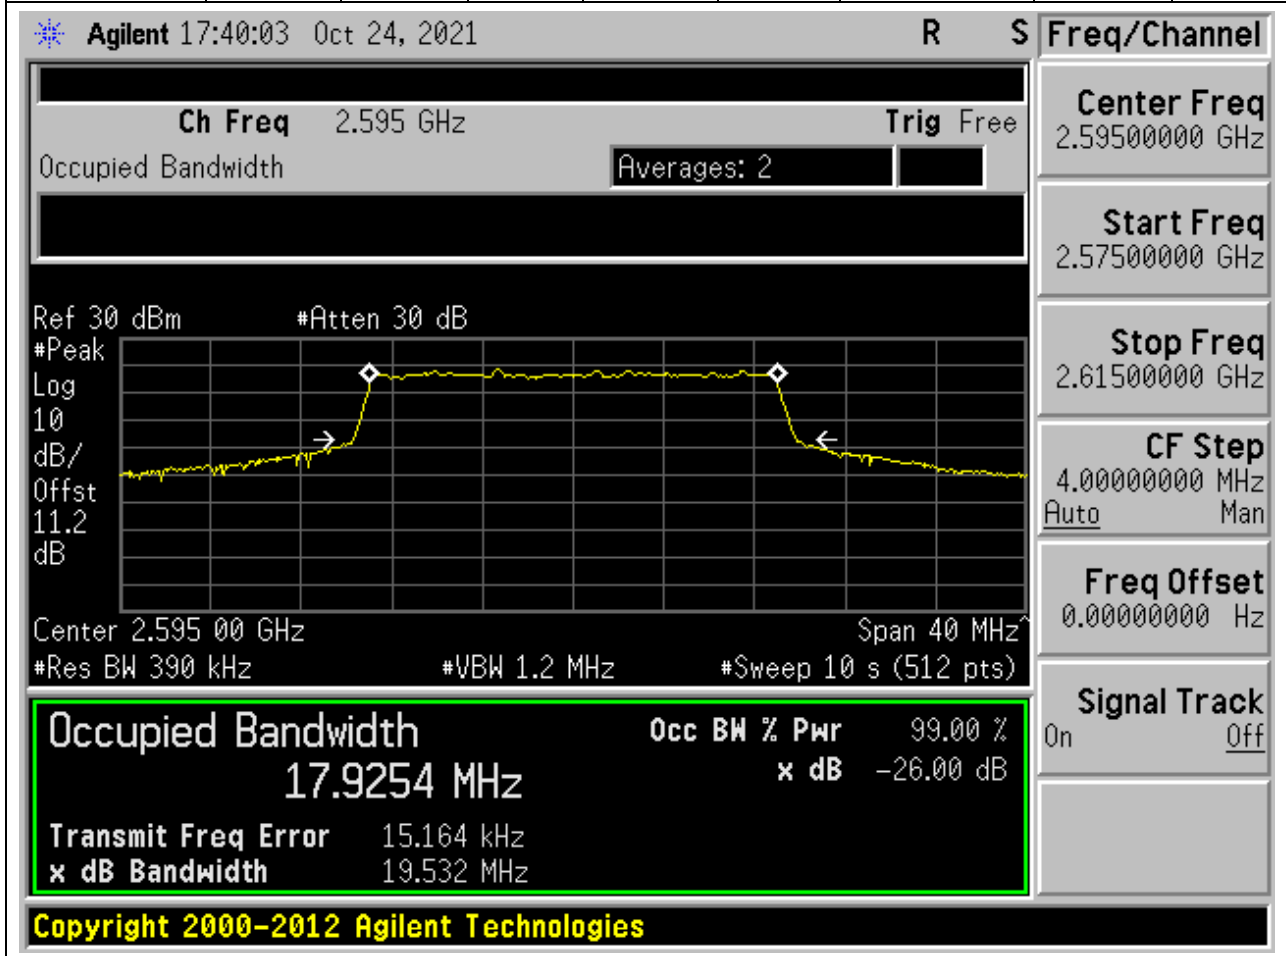 Agilent 17:40:03 Oct 24, 2021 R S Freq/Channel
Ch Freq 2.595 GHz Trig Free
Occupied Bandwidth Averages: 2
Center Freq
2.59500000 GHz
Start Freq
2.57500000 GHz
Stop Freq
2.61500000 GHz
CF Step
4.00000000 MHz
Auto Man
Freq Offset
0.00000000 Hz
Signal Track
On Off
Ref 30 dBm #Atten 30 dB
#Peak
Log
10
dB/
Offst
11.2
dB
Center 2.595 00 GHz Span 40 MHz^
#Res BW 390 kHz #VBW 1.2 MHz #Sweep 10 s (512 pts)
Occupied Bandwidth Occ BW % Pwr 99.00 %
17.9254 MHz x dB -26.00 dB
Transmit Freq Error 15.164 kHz
x dB Bandwidth 19.532 MHz
Copyright 2000-2012 Agilent Technologies